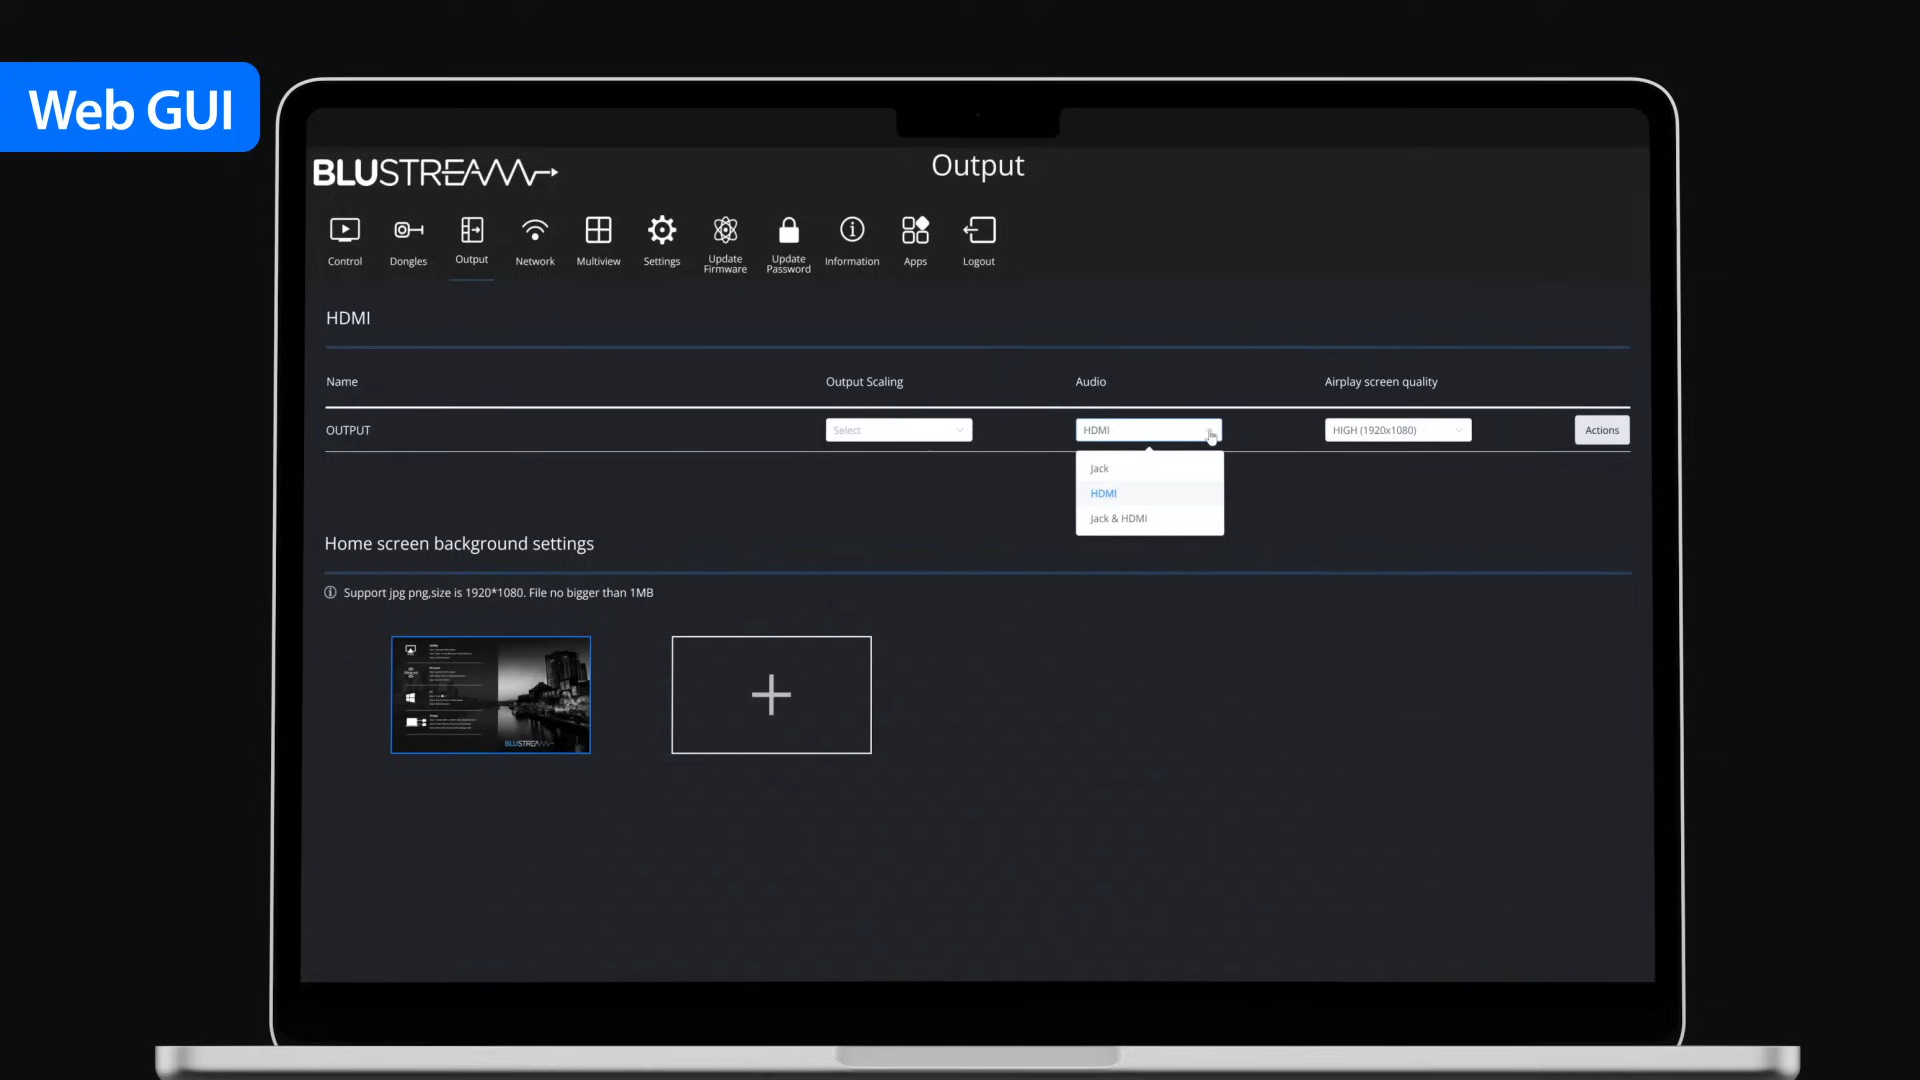 Web GUI
BLUSTREAM
Output
Control
Dongles
Output
Network
Multiview
Settings
Update
Firmware
Update
Password
Information
Apps
Logout
HDMI
Name
Output Scaling
Audio
Airplay screen quality
OUTPUT
Select
HDMI
HIGH (1920x1080)
Actions
Jack
HDMI
Jack & HDMI
Home screen background settings
Support jpg png,size is 1920*1080. File no bigger than 1MB
BLUSTREAM